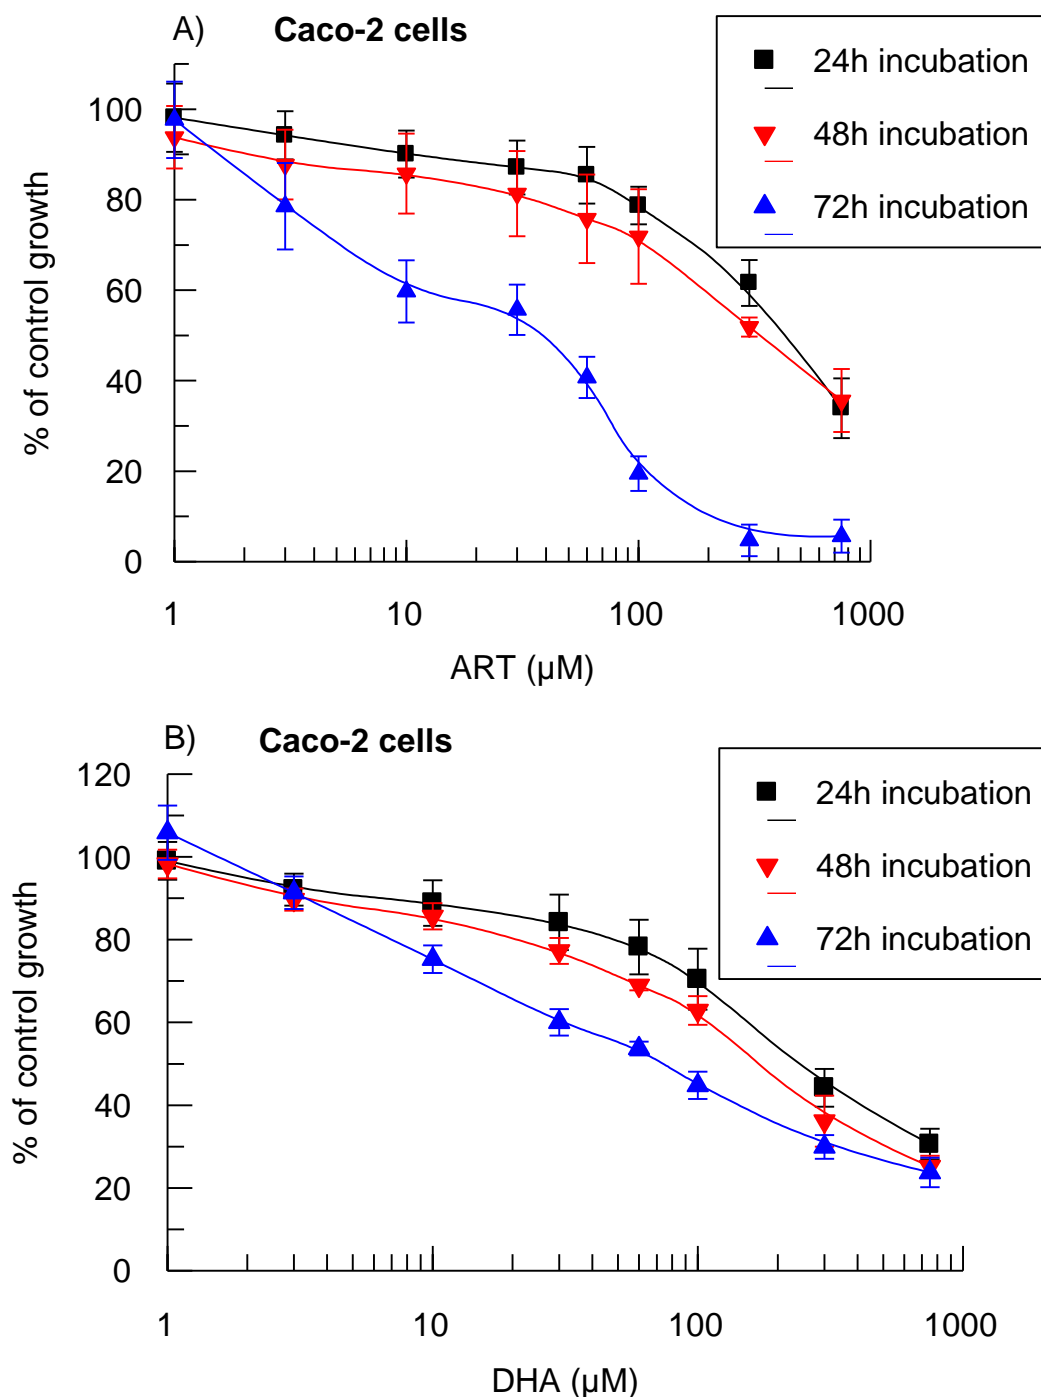 A) Caco-2 cells
24h incubation
48h incubation
72h incubation
100
80
60
40
20
0
% of control growth
1 10 100 1000
ART (µM)
B) Caco-2 cells
24h incubation
48h incubation
72h incubation
120
100
80
60
40
20
0
% of control growth
1 10 100 1000
DHA (µM)